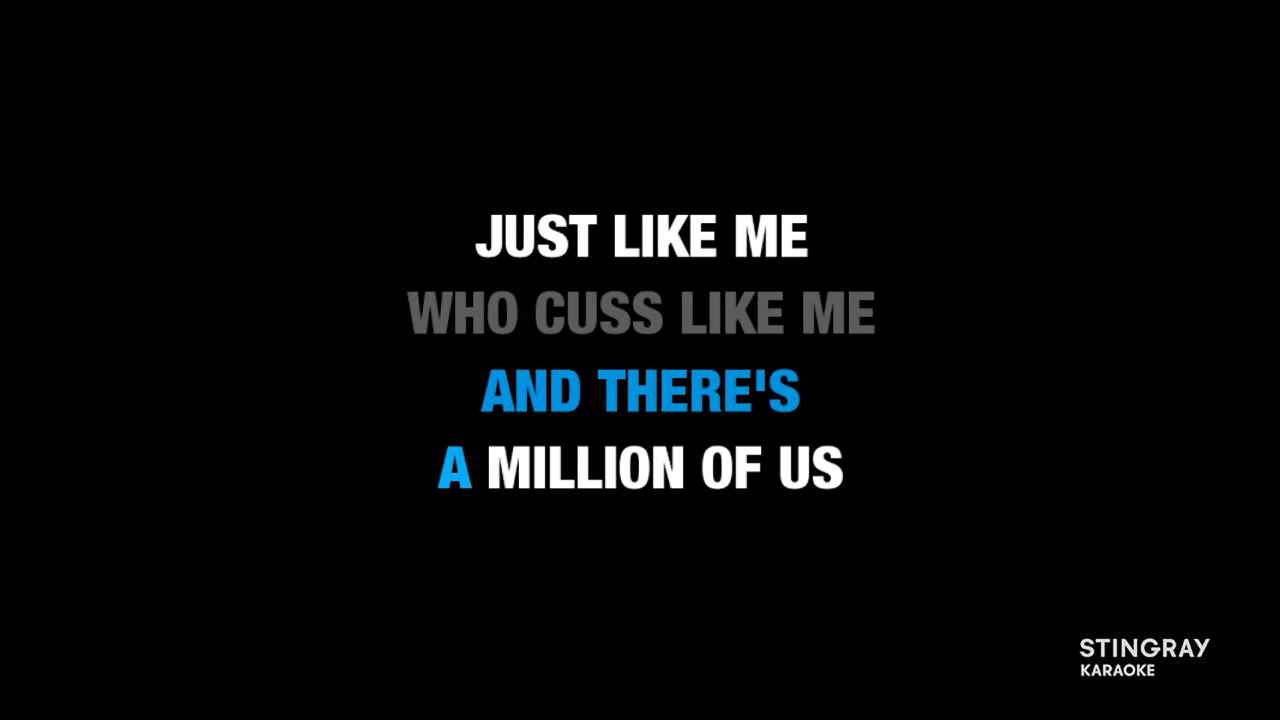 JUST LIKE ME
WHO CUSS LIKE ME
AND THERE'S
A MILLION OF US
STINGRAY
KARAOKE